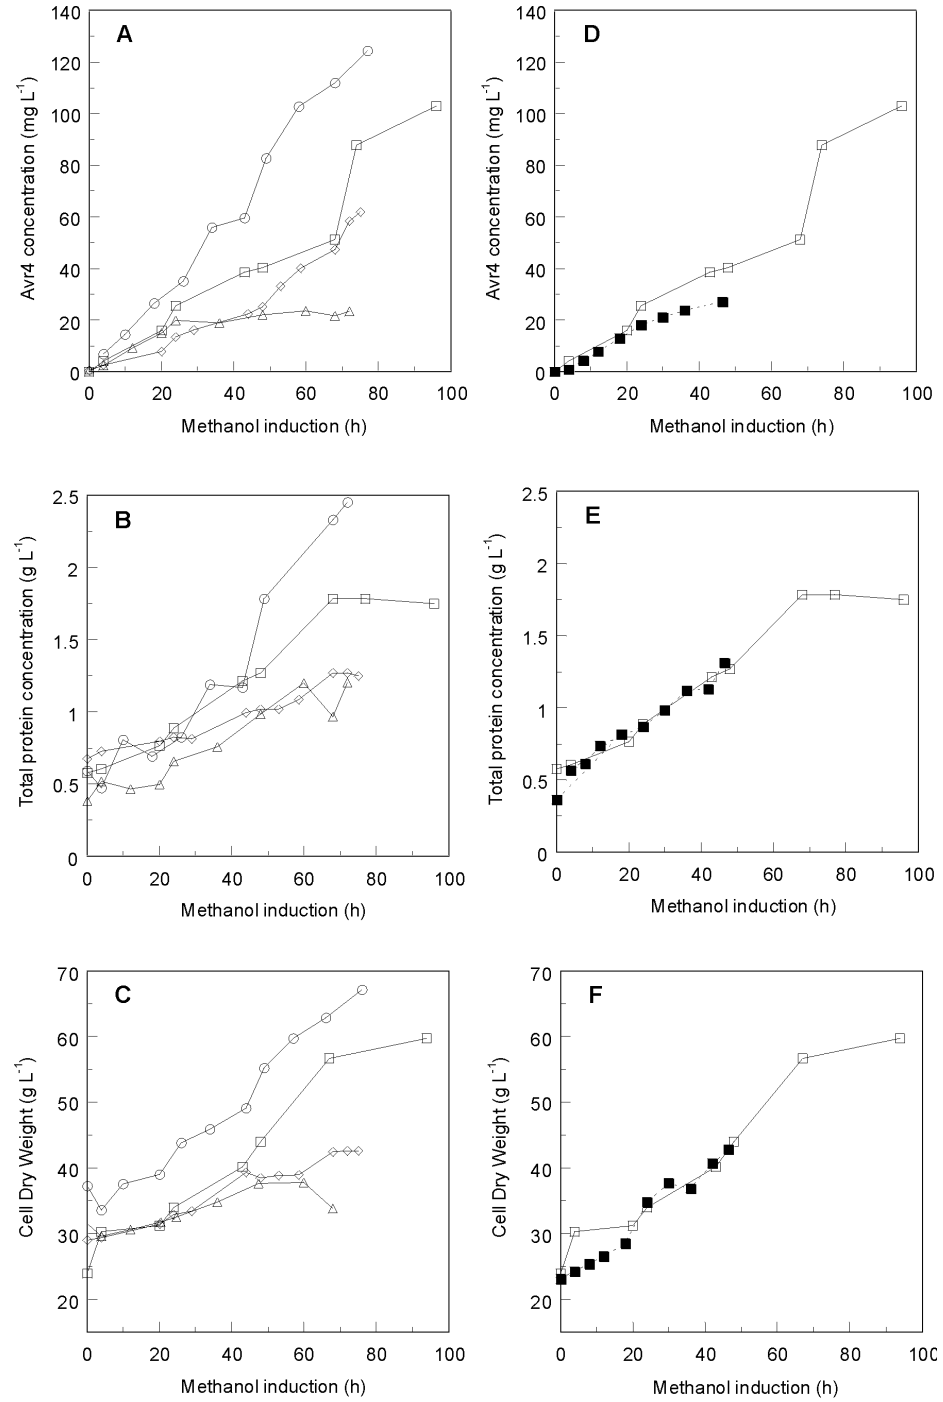 A
Avr4 concentration (mg L-1)
140
120
100
80
60
40
20
0
0 20 40 60 80 100
Methanol induction (h)
D
Avr4 concentration (mg L-1)
140
120
100
80
60
40
20
0
0 20 40 60 80 100
Methanol induction (h)
B
Total protein concentration (g L-1)
2.5
2
1.5
1
0.5
0
0 20 40 60 80 100
Methanol induction (h)
E
Total protein concentration (g L-1)
2.5
2
1.5
1
0.5
0
0 20 40 60 80 100
Methanol induction (h)
C
Cell Dry Weight (g L-1)
70
60
50
40
30
20
0 20 40 60 80 100
Methanol induction (h)
F
Cell Dry Weight (g L-1)
70
60
50
40
30
20
0 20 40 60 80 100
Methanol induction (h)